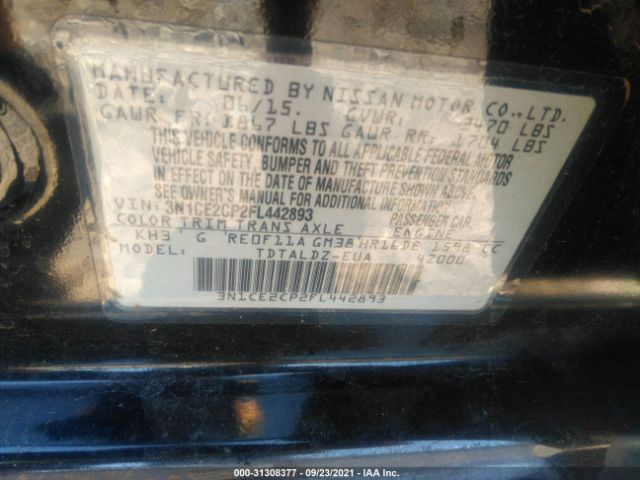 MANUFACTURED BY NISSAN MOTOR CO., LTD.
DATE: 06/15. GVWR: 3470 LBS
GAWR FR: 1867 LBS GAWR RR. 1704 LBS
THIS VEHICLE CONFORMS TO ALL APPLICABLE FEDERAL MOTOR
VEHICLE SAFETY, BUMPER AND THEFT PREVENTION STANDARDS
IN EFFECT ON THE DATE OF MANUFACTURE SHOWN ABOVE.
SEE OWNER'S MANUAL FOR ADDITIONAL INFORMATION.
VIN: 3N1CE2CP2FL442893 PASSENGER CAR
COLOR TRIM TRANS AXLE ENGINE
KH3 G RE0F11A GM38 HR16DE 1598 CC
MODEL: TDTALDZ-EUA 4Z000
3N1CE2CP2FL442893
000-31308377 - 09/23/2021 - IAA Inc.